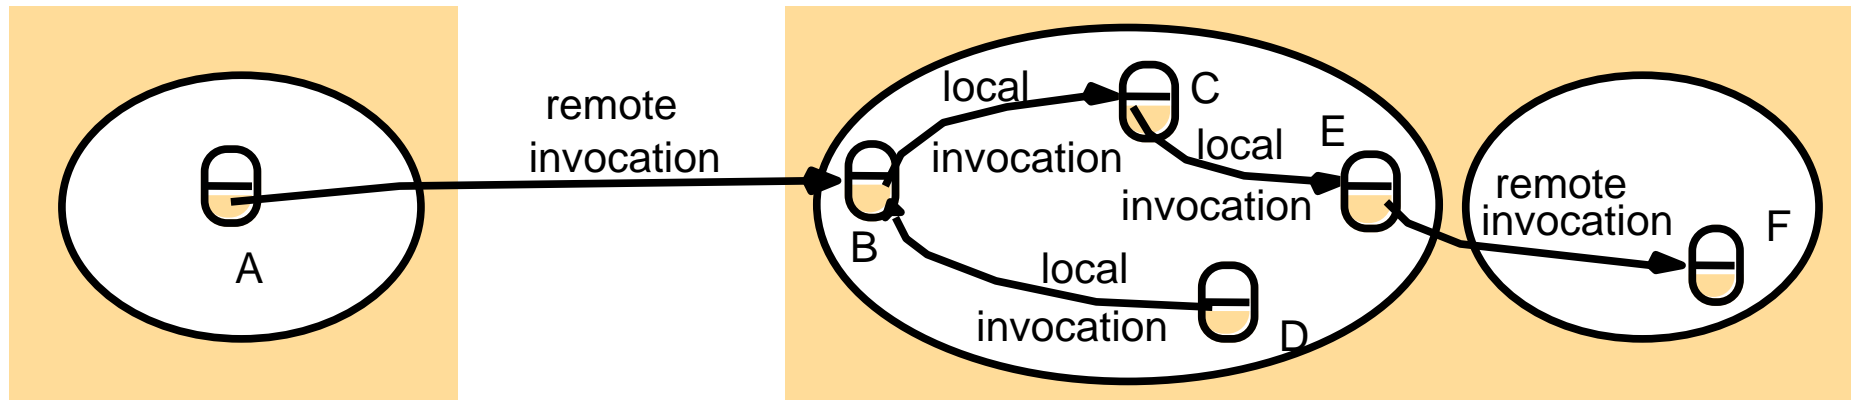 remote
invocation
A
local
invocation
C
local
invocation
E
B
local
invocation
D
remote
invocation
F